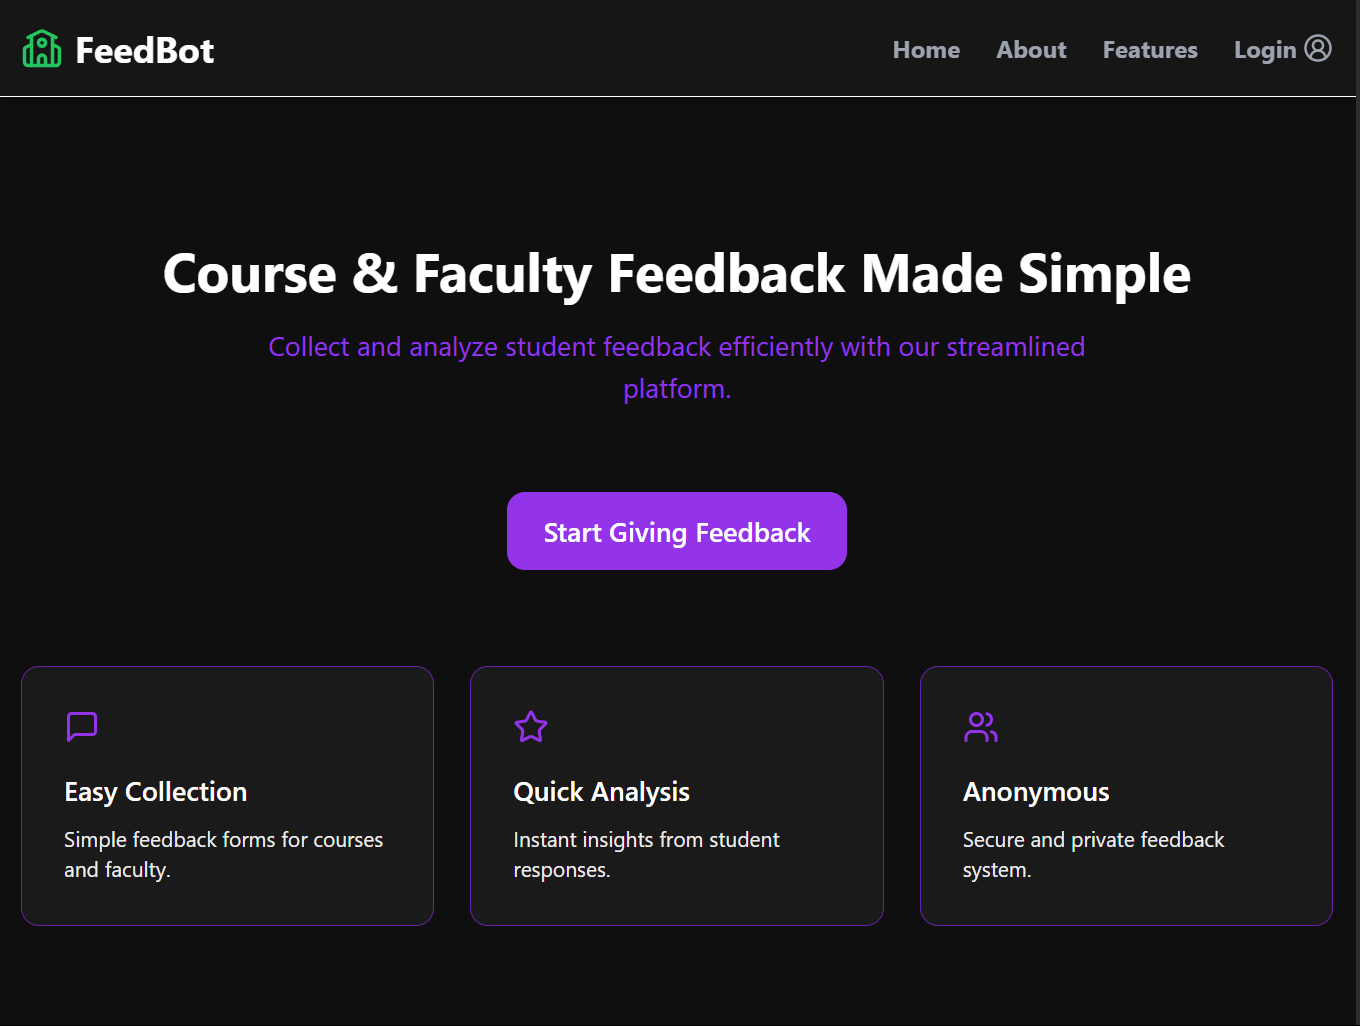 FeedBot
Home About Features Login
Course & Faculty Feedback Made Simple
Collect and analyze student feedback efficiently with our streamlined
platform.
Start Giving Feedback
Easy Collection
Simple feedback forms for courses
and faculty.
Quick Analysis
Instant insights from student
responses.
Anonymous
Secure and private feedback
system.